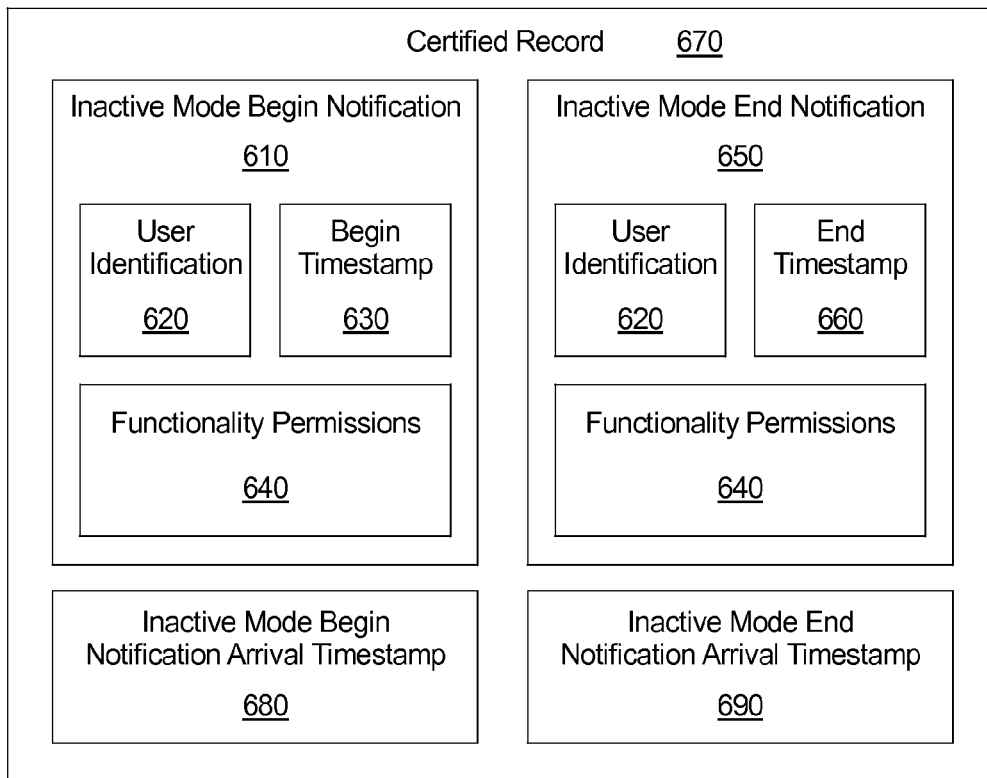 Certified Record 670
Inactive Mode Begin Notification
610
User
Identification
620
Begin
Timestamp
630
Functionality Permissions
640
Inactive Mode End Notification
650
User
Identification
620
End
Timestamp
660
Functionality Permissions
640
Inactive Mode Begin
Notification Arrival Timestamp
680
Inactive Mode End
Notification Arrival Timestamp
690